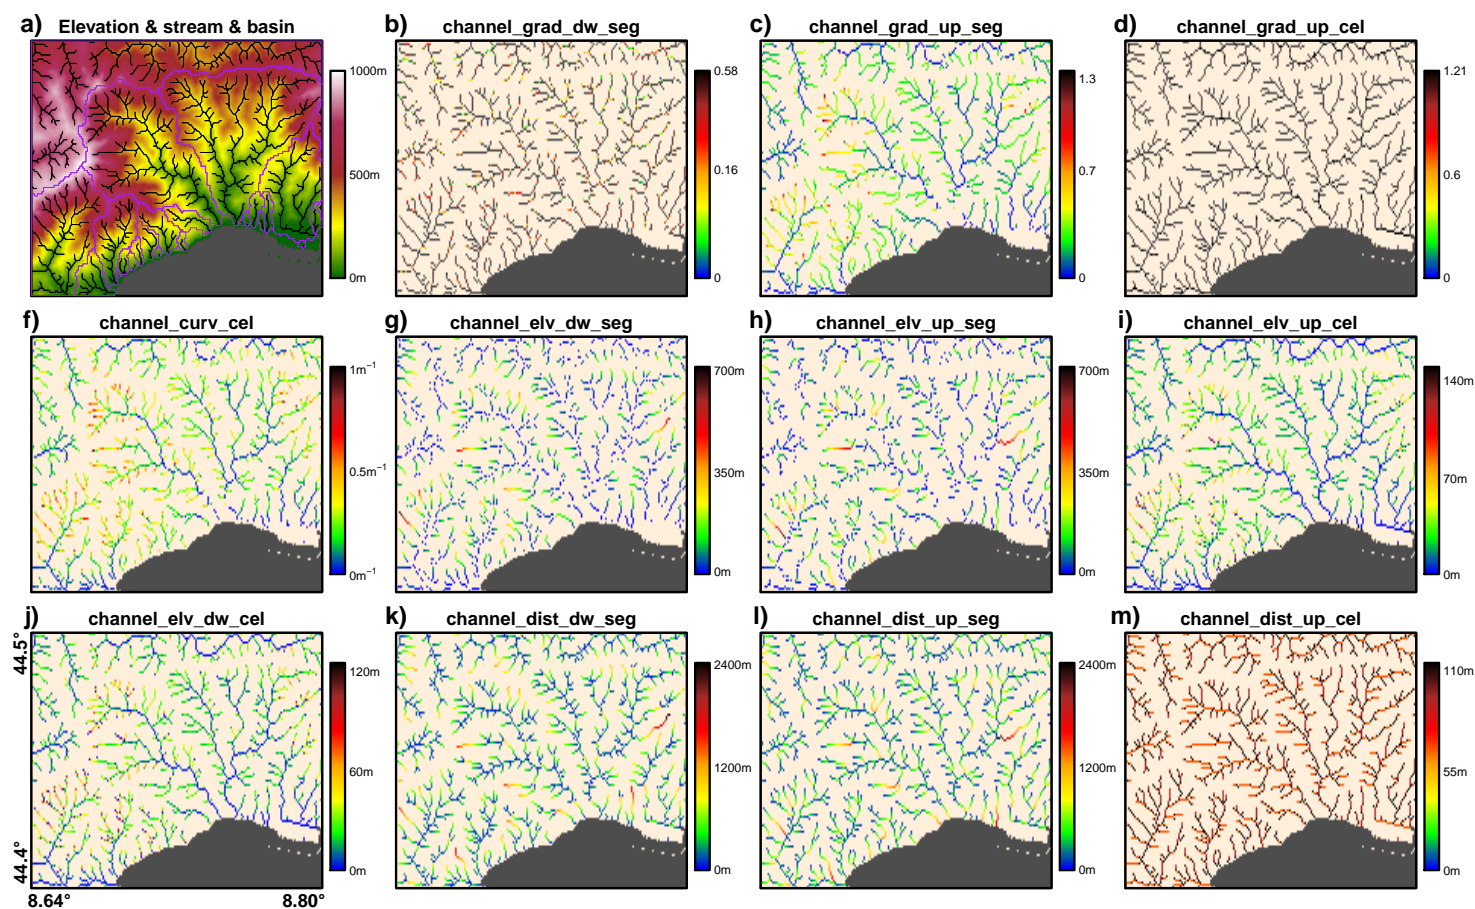 a) Elevation & stream & basin
1000m
500m
0m
b) channel_grad_dw_seg
0.58
0.16
0
c) channel_grad_up_seg
1.3
0.7
0
d) channel_grad_up_cel
1.21
0.6
0
f) channel_curv_cel
1m⁻¹
0.5m⁻¹
0m⁻¹
g) channel_elv_dw_seg
700m
350m
0m
h) channel_elv_up_seg
700m
350m
0m
i) channel_elv_up_cel
140m
70m
0m
j) channel_elv_dw_cel
120m
60m
0m
44.5°
44.4°
8.64°
8.80°
k) channel_dist_dw_seg
2400m
1200m
0m
l) channel_dist_up_seg
2400m
1200m
0m
m) channel_dist_up_cel
110m
55m
0m